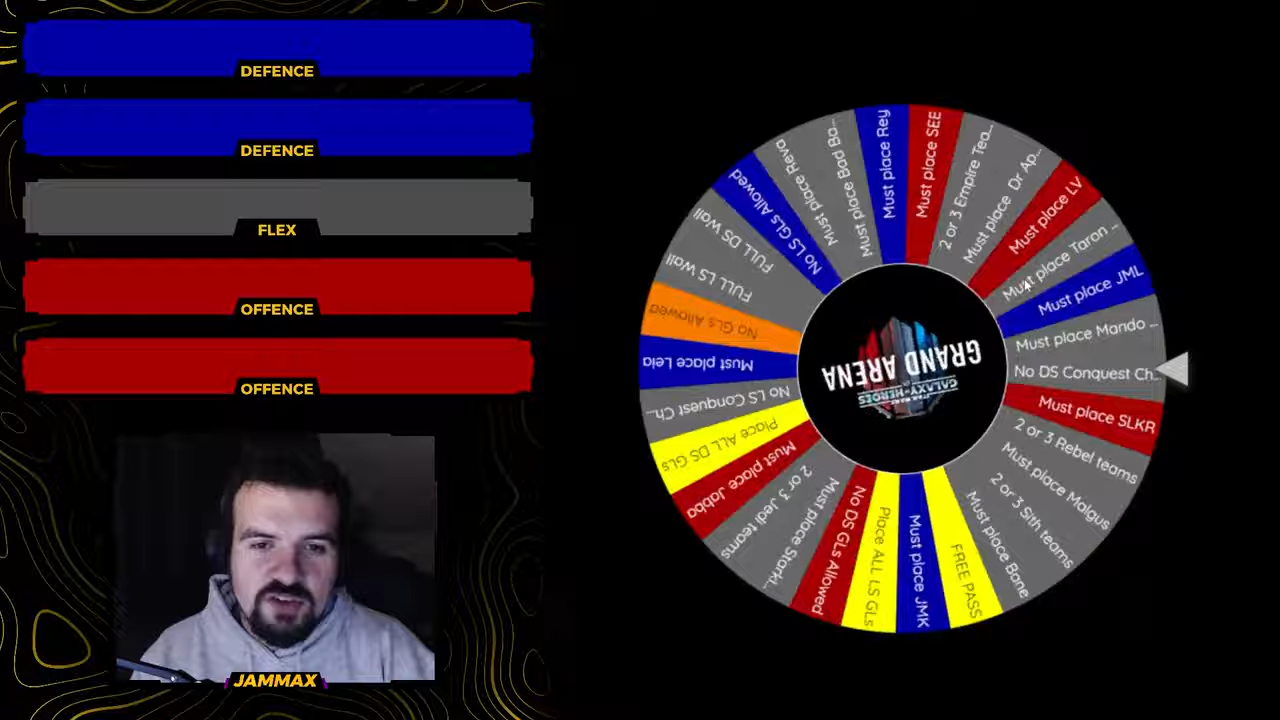 DEFENCE
DEFENCE
FLEX
OFFENCE
OFFENCE
JAMMAX
Must place Rey
Must place SEE
2 or 3 Empire Tea...
Must place Dr Ap...
Must place LV
Must place Taron ...
Must place JML
Must place Mando ...
No DS Conquest Ch...
Must place SLKR
2 or 3 Rebel teams
Must place Malgus
2 or 3 Sith teams
Must place Bane
FREE PASS
Must place JMK
Place ALL LS GLs
No DS GLs Allowed
Must place Starki...
2 or 3 Jedi teams
Must place Jabba
Place ALL DS GLs
No LS Conquest Ch...
Must place Leia
No GLs Allowed
FULL LS Wall
FULL DS Wall
No LS GLs Allowed
Must place Reva
Must place Bad Ba...
GRAND ARENA
STAR WARS
GALAXY OF HEROES